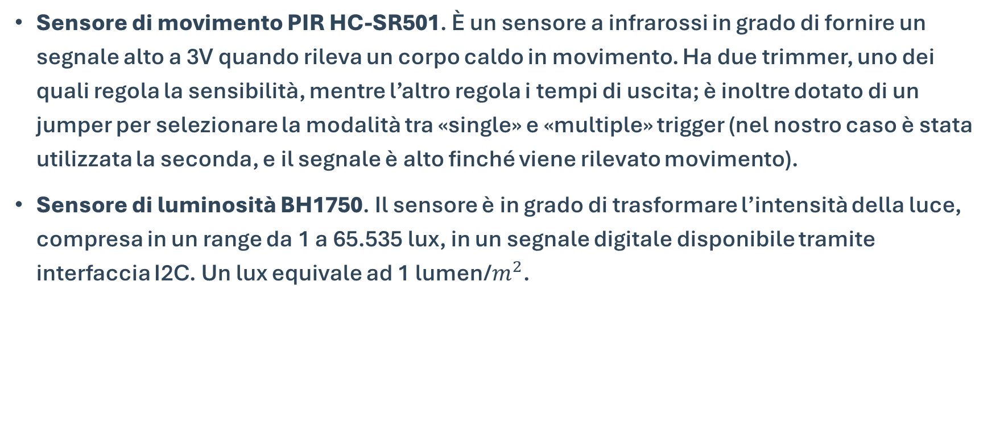 • Sensore di movimento PIR HC-SR501. È un sensore a infrarossi in grado di fornire un
segnale alto a 3V quando rileva un corpo caldo in movimento. Ha due trimmer, uno dei
quali regola la sensibilità, mentre l’altro regola i tempi di uscita; è inoltre dotato di un
jumper per selezionare la modalità tra «single» e «multiple» trigger (nel nostro caso è stata
utilizzata la seconda, e il segnale è alto finché viene rilevato movimento).
• Sensore di luminosità BH1750. Il sensore è in grado di trasformare l’intensità della luce,
compresa in un range da 1 a 65.535 lux, in un segnale digitale disponibile tramite
interfaccia I2C. Un lux equivale ad 1 lumen/m².